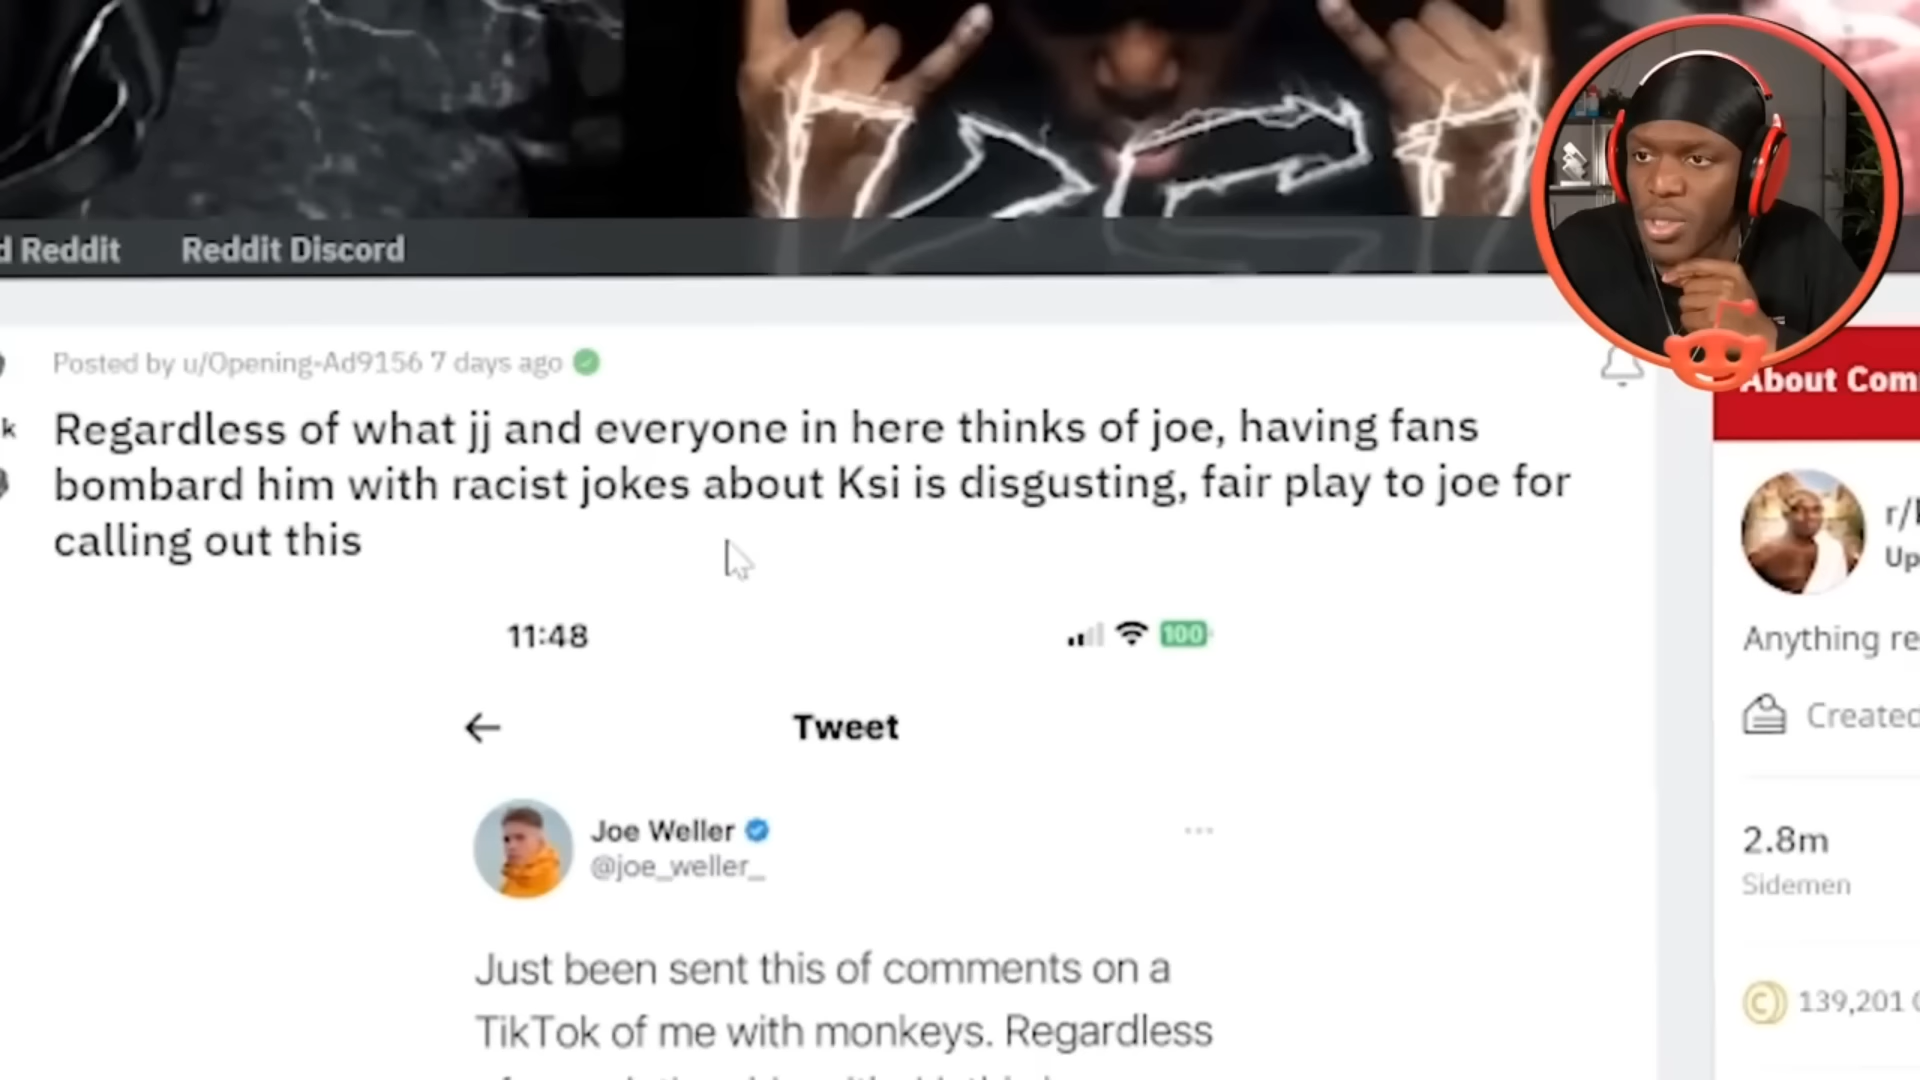 Reddit
Reddit Discord
Posted by u/Opening-Ad9156 7 days ago
Regardless of what jj and everyone in here thinks of joe, having fans
bombard him with racist jokes about Ksi is disgusting, fair play to joe for
calling out this
11:48
100
Tweet
Joe Weller
@joe_weller_
Just been sent this of comments on a
TikTok of me with monkeys. Regardless
About Com
r/
Up
Anything re
Created
2.8m
Sidemen
139,201